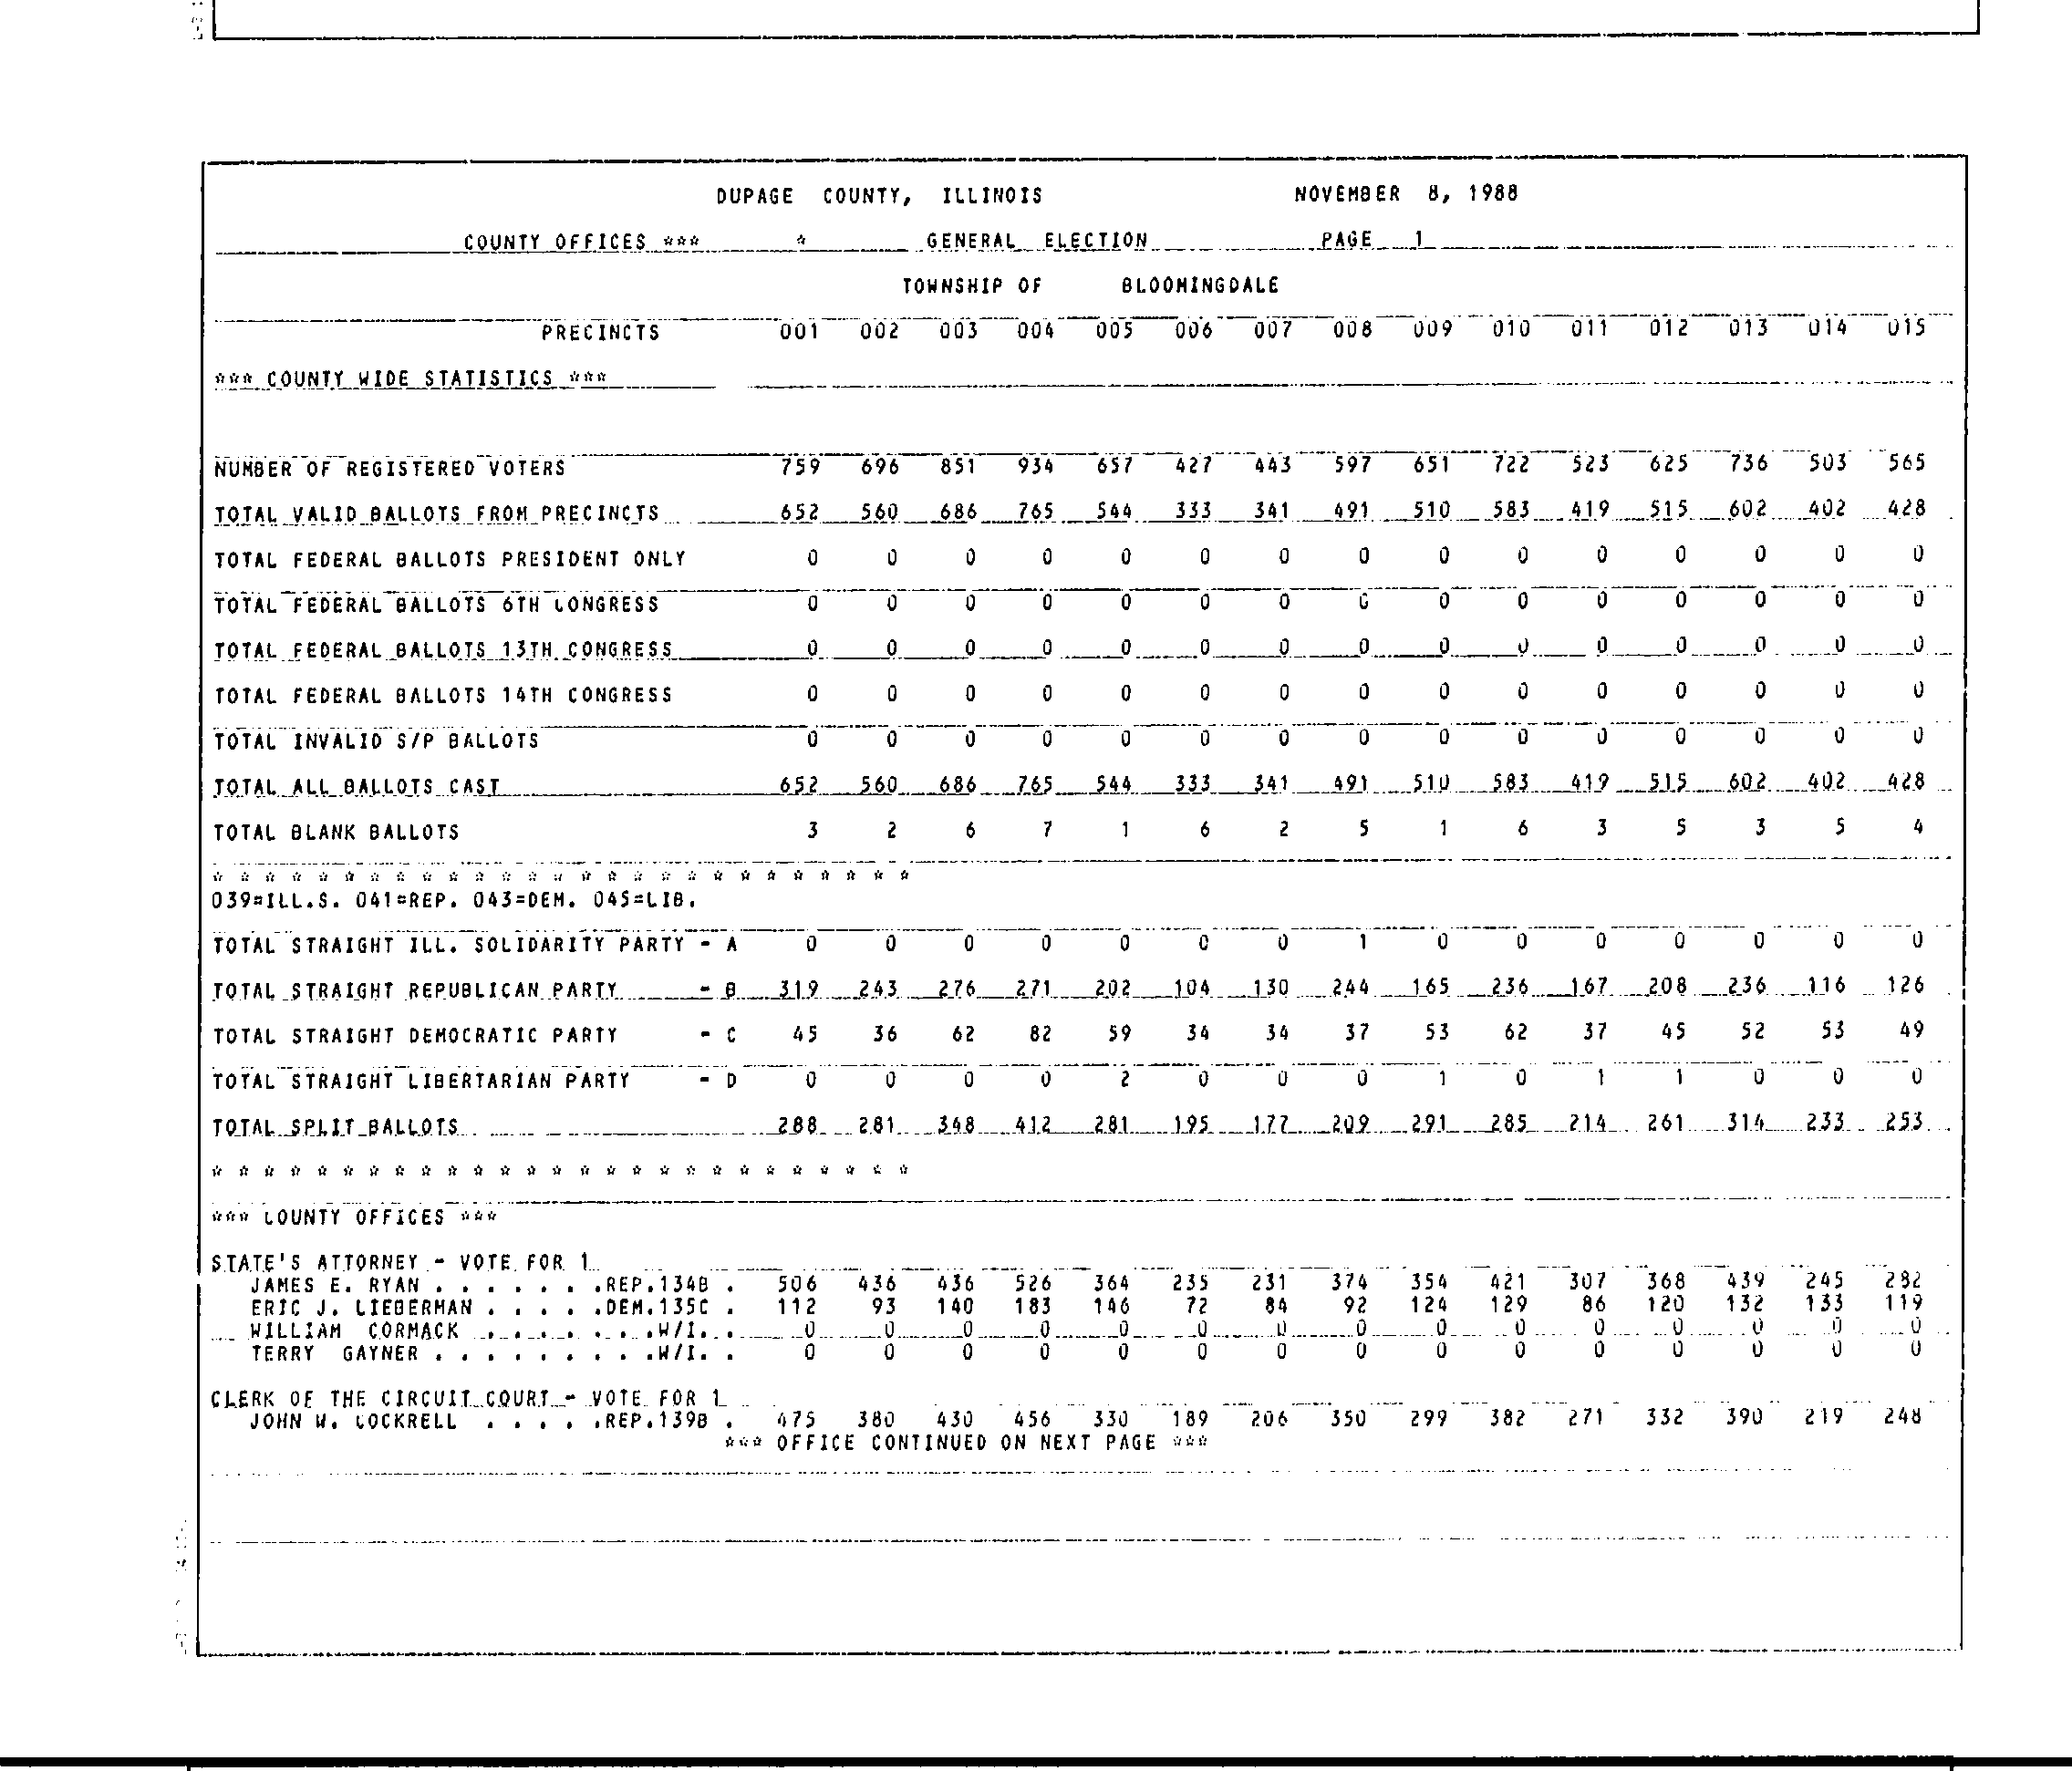 DUPAGE COUNTY, ILLINOIS NOVEMBER 8, 1988
COUNTY OFFICES *** * GENERAL ELECTION PAGE 1
TOWNSHIP OF BLOOMINGDALE
PRECINCTS 001 002 003 004 005 006 007 008 009 010 011 012 013 014 015
*** COUNTY WIDE STATISTICS ***
NUMBER OF REGISTERED VOTERS 759 696 851 934 657 427 443 597 651 722 523 625 736 503 565
TOTAL VALID BALLOTS FROM PRECINCTS 652 560 686 765 544 333 341 491 510 583 419 515 602 402 428
TOTAL FEDERAL BALLOTS PRESIDENT ONLY 0 0 0 0 0 0 0 0 0 0 0 0 0 0 0
TOTAL FEDERAL BALLOTS 6TH CONGRESS 0 0 0 0 0 0 0 0 0 0 0 0 0 0 0
TOTAL FEDERAL BALLOTS 13TH CONGRESS 0 0 0 0 0 0 0 0 0 0 0 0 0 0 0
TOTAL FEDERAL BALLOTS 14TH CONGRESS 0 0 0 0 0 0 0 0 0 0 0 0 0 0 0
TOTAL INVALID S/P BALLOTS 0 0 0 0 0 0 0 0 0 0 0 0 0 0 0
TOTAL ALL BALLOTS CAST 652 560 686 765 544 333 341 491 510 583 419 515 602 402 428
TOTAL BLANK BALLOTS 3 2 6 7 1 6 2 5 1 6 3 5 3 5 4
* * * * * * * * * * * * * * * * * * * * * * * * * * *
039=ILL.S. 041=REP. 043=DEM. 045=LIB.
TOTAL STRAIGHT ILL. SOLIDARITY PARTY - A 0 0 0 0 0 0 0 1 0 0 0 0 0 0 0
TOTAL STRAIGHT REPUBLICAN PARTY - B 319 243 276 271 202 104 130 244 165 236 167 208 236 116 126
TOTAL STRAIGHT DEMOCRATIC PARTY - C 45 36 62 82 59 34 34 37 53 62 37 45 52 53 49
TOTAL STRAIGHT LIBERTARIAN PARTY - D 0 0 0 0 2 0 0 0 1 0 1 1 0 0 0
TOTAL SPLIT BALLOTS 288 281 348 412 281 195 177 209 291 285 214 261 314 233 253
* * * * * * * * * * * * * * * * * * * * * * * * * * *
*** COUNTY OFFICES ***
STATE'S ATTORNEY - VOTE FOR 1
JAMES E. RYAN . . . . . . .REP.134B . 506 436 436 526 364 235 231 374 354 421 307 368 439 245 282
ERIC J. LIEBERMAN . . . . .DEM.135C . 112 93 140 183 146 72 84 92 124 129 86 120 132 133 119
WILLIAM CORMACK . . . . . . .W/I. . 0 0 0 0 0 0 0 0 0 0 0 0 0 0 0
TERRY GAYNER . . . . . . . . .W/I. . 0 0 0 0 0 0 0 0 0 0 0 0 0 0 0
CLERK OF THE CIRCUIT COURT - VOTE FOR 1
JOHN W. COCKRELL . . . . .REP.139B . 475 380 430 456 330 189 206 350 299 382 271 332 390 219 248
*** OFFICE CONTINUED ON NEXT PAGE ***